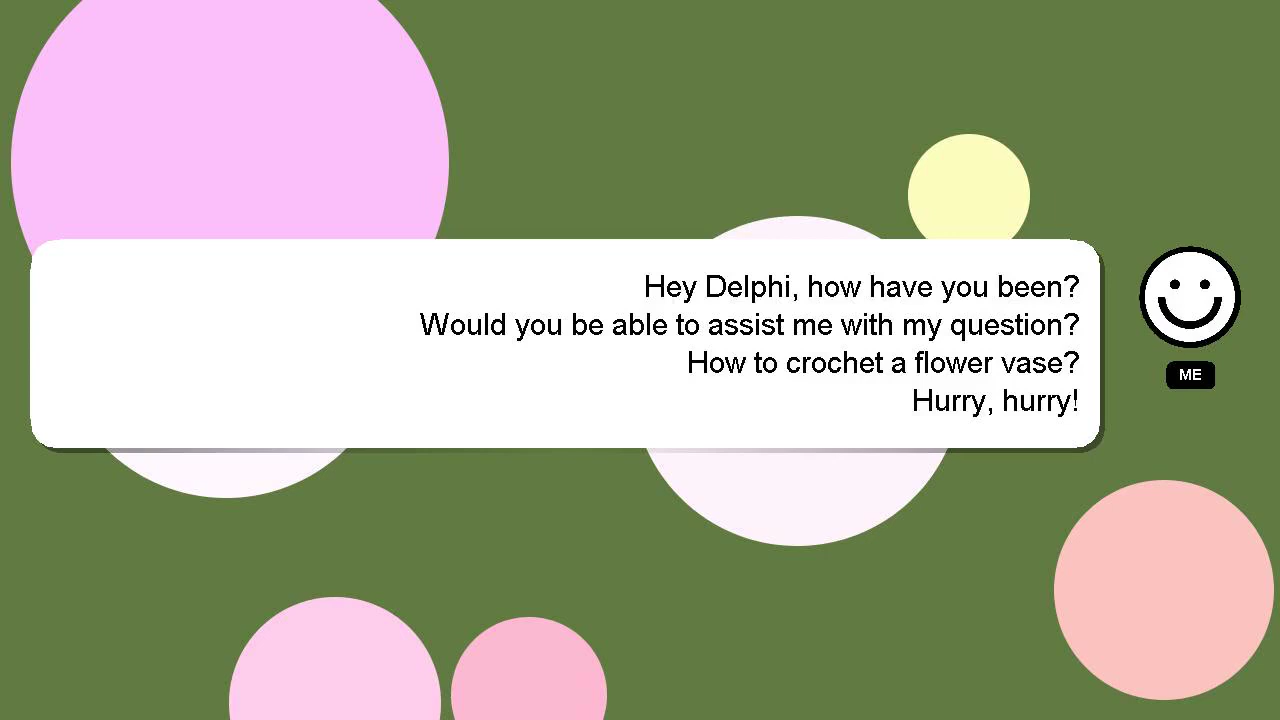 Hey Delphi, how have you been?
Would you be able to assist me with my question?
How to crochet a flower vase?
Hurry, hurry!
ME